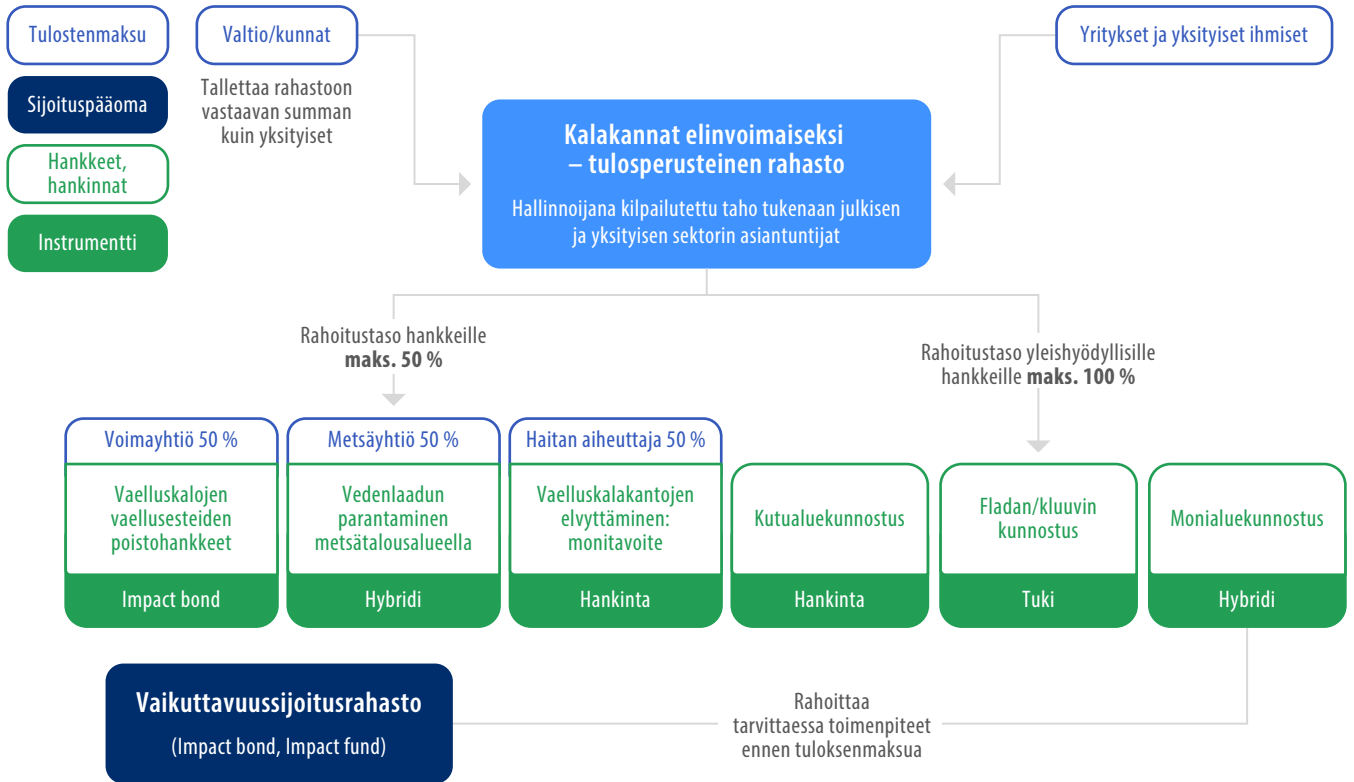 Tulostenmaksu
Sijoituspääoma
Hankkeet,
hankinnat
Instrumentti
Valtio/kunnat
Tallettaa rahastoon
vastaavan summan
kuin yksityiset
Yritykset ja yksityiset ihmiset
Kalakannat elinvoimaiseksi
– tulosperusteinen rahasto
Hallinnoijana kilpailutettu taho tukenaan julkisen
ja yksityisen sektorin asiantuntijat
Rahoitustaso hankkeille
maks. 50 %
Rahoitustaso yleishyödyllisille
hankkeille maks. 100 %
Voimayhtiö 50 %
Vaelluskalojen
vaellusesteiden
poistohankkeet
Impact bond
Metsäyhtiö 50 %
Vedenlaadun
parantaminen
metsätalousalueella
Hybridi
Haitan aiheuttaja 50 %
Vaelluskalakantojen
elvyttäminen:
monitavoite
Hankinta
Kutualuekunnostus
Hankinta
Fladan/kluuvin
kunnostus
Tuki
Monialuekunnostus
Hybridi
Vaikuttavuussijoitusrahasto
(Impact bond, Impact fund)
Rahoittaa
tarvittaessa toimenpiteet
ennen tuloksenmaksua